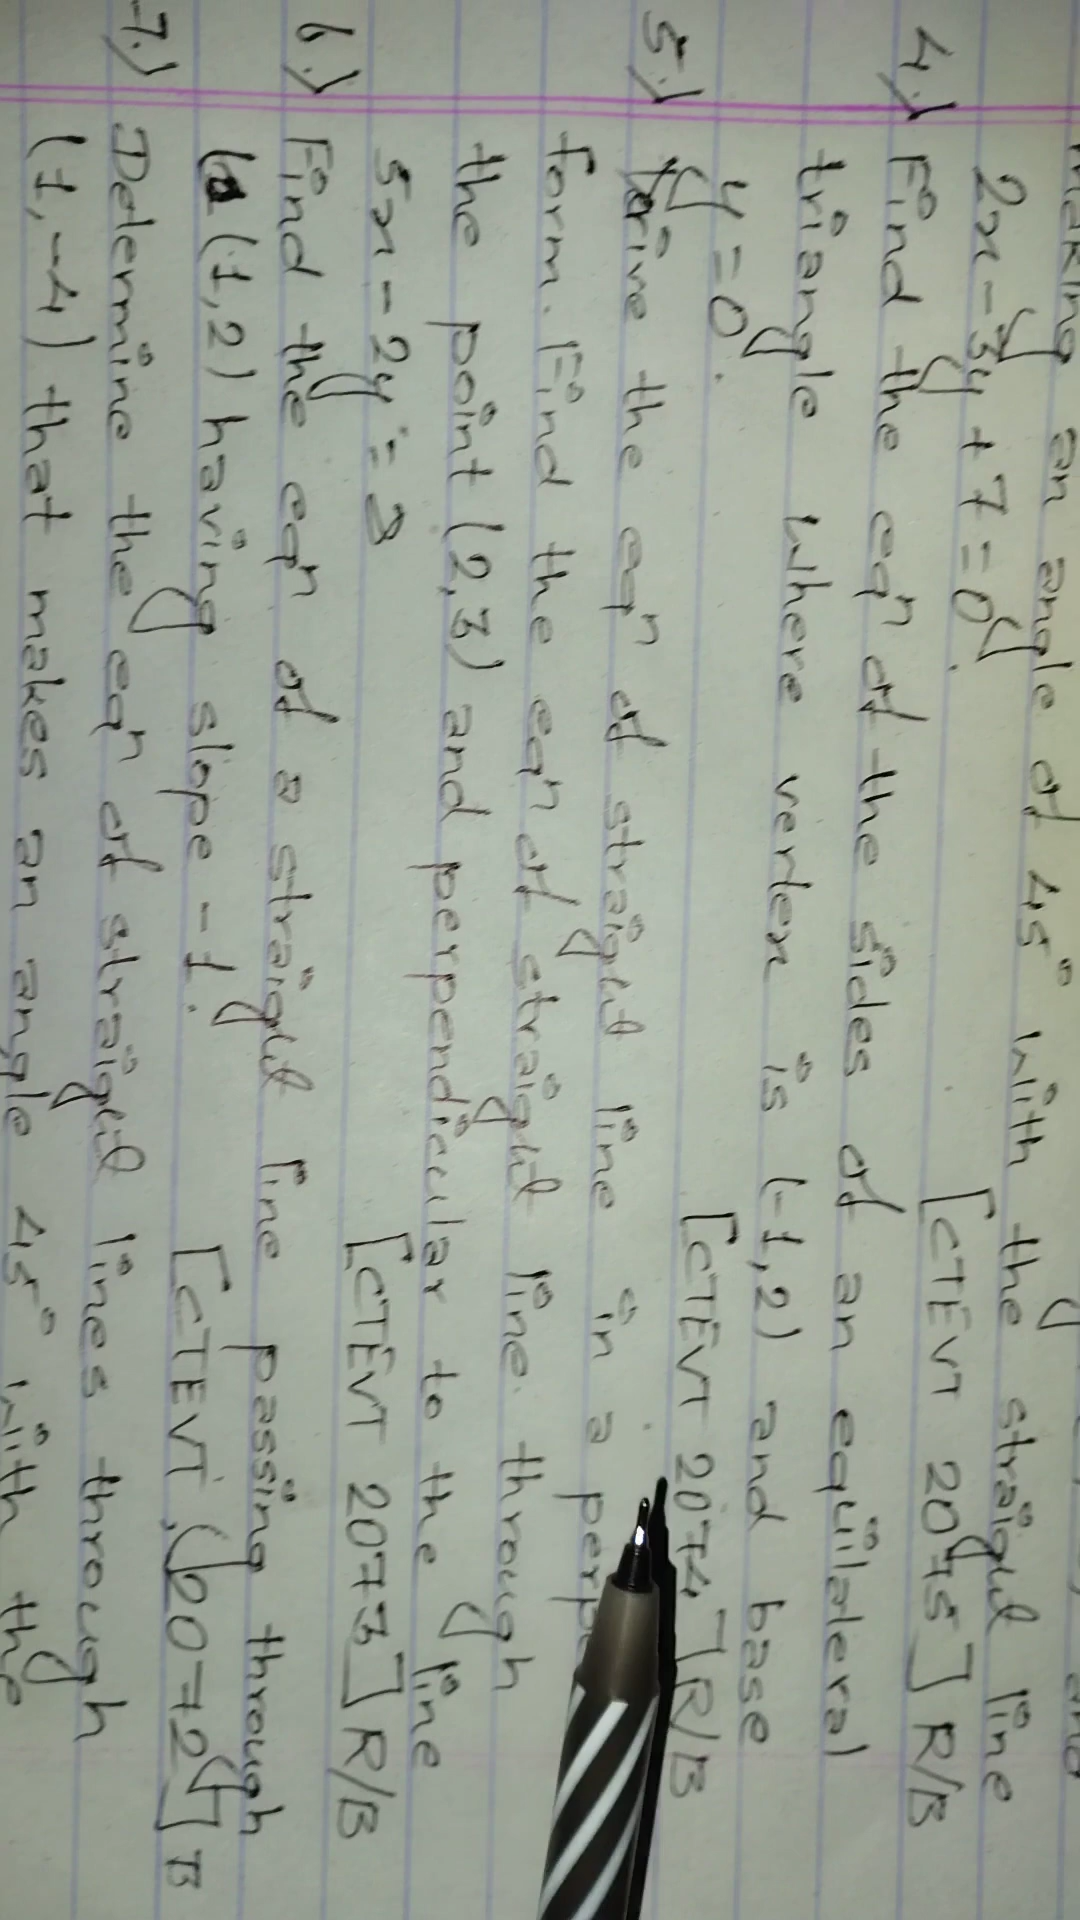 making an angle of 45° with the straight line
2x-3y+7=0. [CTEVT 2075] R/B
4.) Find the eqⁿ of the sides of an equilateral
triangle where vertex is (-1,2) and base
y=0. [CTEVT 2074] R/B
5.) the eqⁿ of straight line in a
form. Find the eqⁿ of straight line through
the point (2,3) and perpendicular to the line
5x-2y=3 [CTEVT 2073] R/B
6.) Find the eqⁿ of a straight line passing through
(1,2) having slope -1. [CTEVT, 2072] B
7.) Determine the eqⁿ of straight lines through
(1,-4) that makes an angle 45° with the